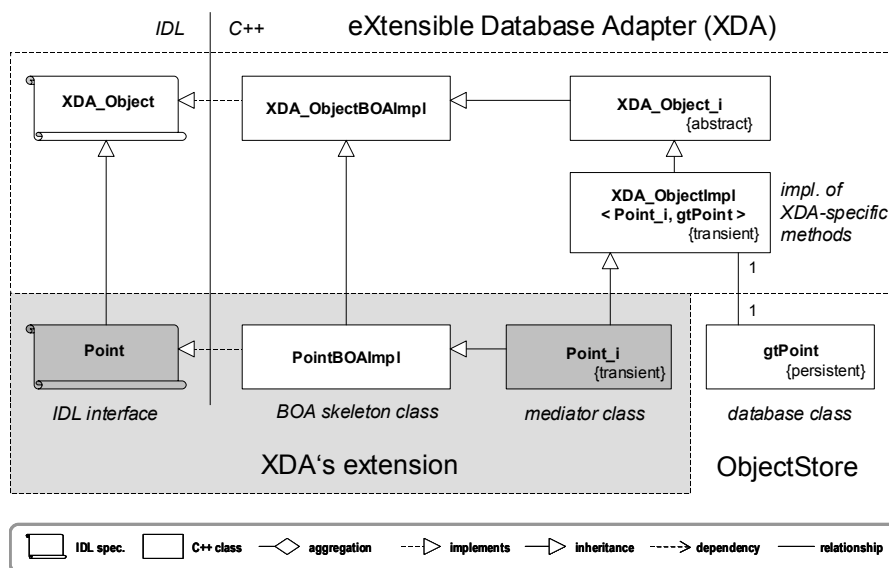 IDL
C++
eXtensible Database Adapter (XDA)
XDA_Object
XDA_ObjectBOAImpl
XDA_Object_i
{abstract}
XDA_ObjectImpl
< Point_i, gtPoint >
{transient}
impl. of
XDA-specific
methods
1
1
Point
PointBOAImpl
Point_i
{transient}
gtPoint
{persistent}
IDL interface
BOA skeleton class
mediator class
database class
XDA‘s extension
ObjectStore
IDL spec.
C++ class
aggregation
implements
inheritance
dependency
relationship